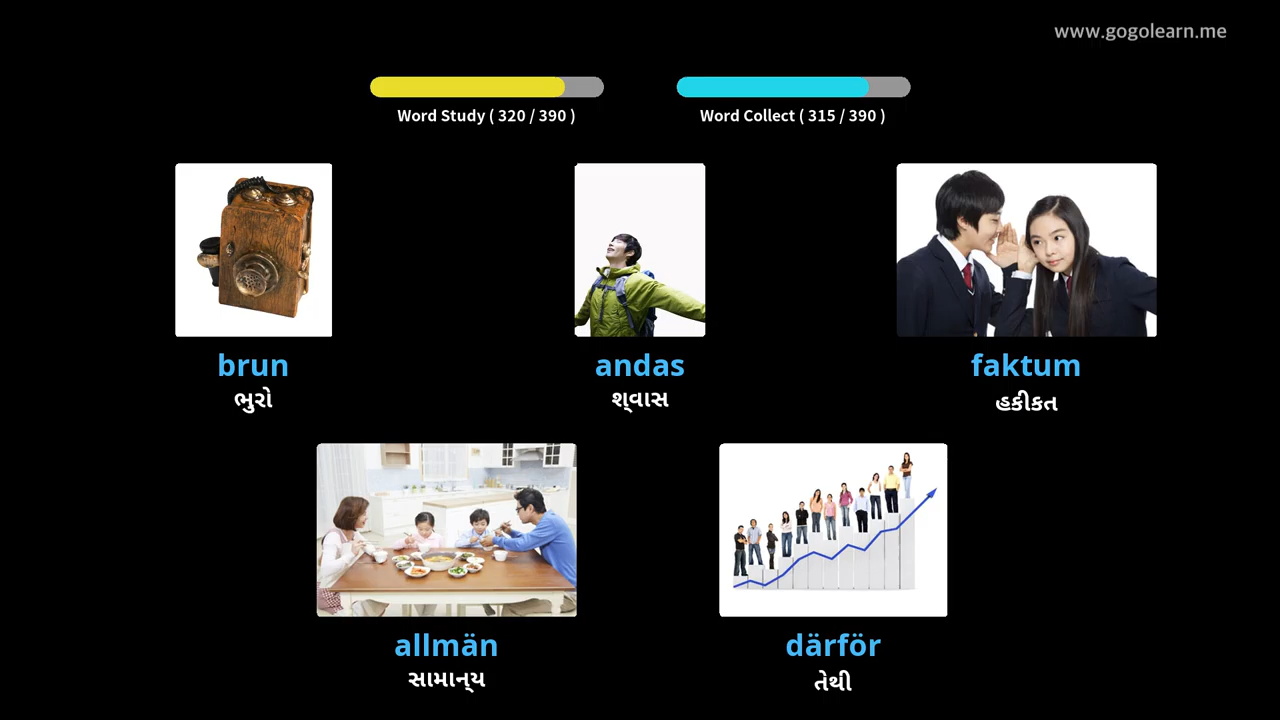 www.gogolearn.me
Word Study ( 320 / 390 )
Word Collect ( 315 / 390 )
brun
ભુરો
andas
શ્વાસ
faktum
હકીકત
allmän
સામાન્ય
därför
તેથી